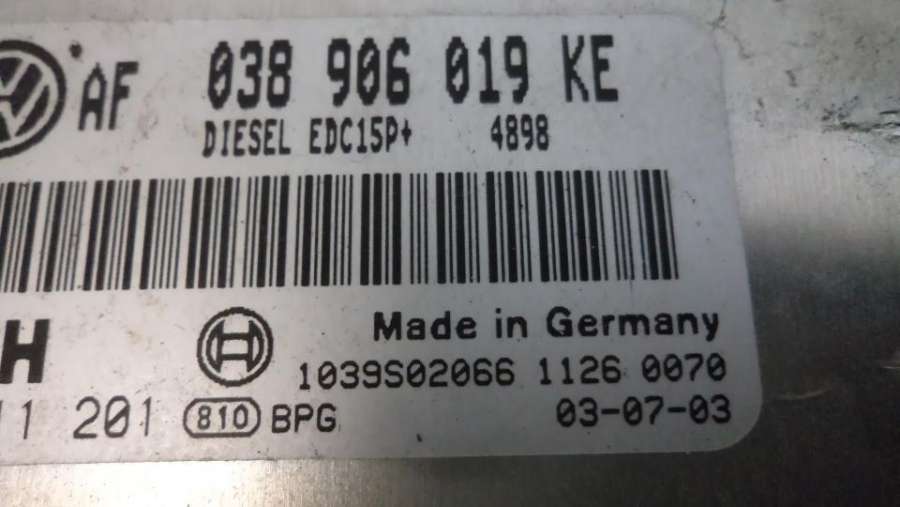 AF 038 906 019 KE
DIESEL EDC15P+ 4898
H Made in Germany
1039S02066 1126 0070
11 201 810 BPG 03-07-03